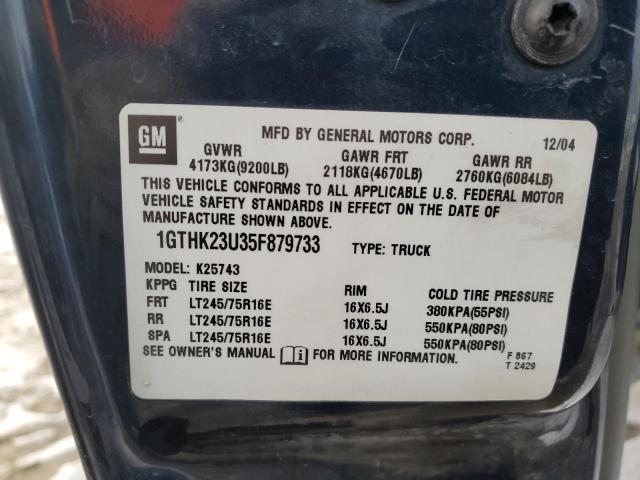 GM ®
MFD BY GENERAL MOTORS CORP. 12/04
GVWR GAWR FRT GAWR RR
4173KG(9200LB) 2118KG(4670LB) 2760KG(6084LB)
THIS VEHICLE CONFORMS TO ALL APPLICABLE U.S. FEDERAL MOTOR
VEHICLE SAFETY STANDARDS IN EFFECT ON THE DATE OF
MANUFACTURE SHOWN ABOVE.
1GTHK23U35F879733 TYPE: TRUCK
MODEL: K25743
KPPG TIRE SIZE RIM COLD TIRE PRESSURE
FRT LT245/75R16E 16X6.5J 380KPA(55PSI)
RR LT245/75R16E 16X6.5J 550KPA(80PSI)
SPA LT245/75R16E 16X6.5J 550KPA(80PSI)
SEE OWNER'S MANUAL FOR MORE INFORMATION.
F 867
T 2429